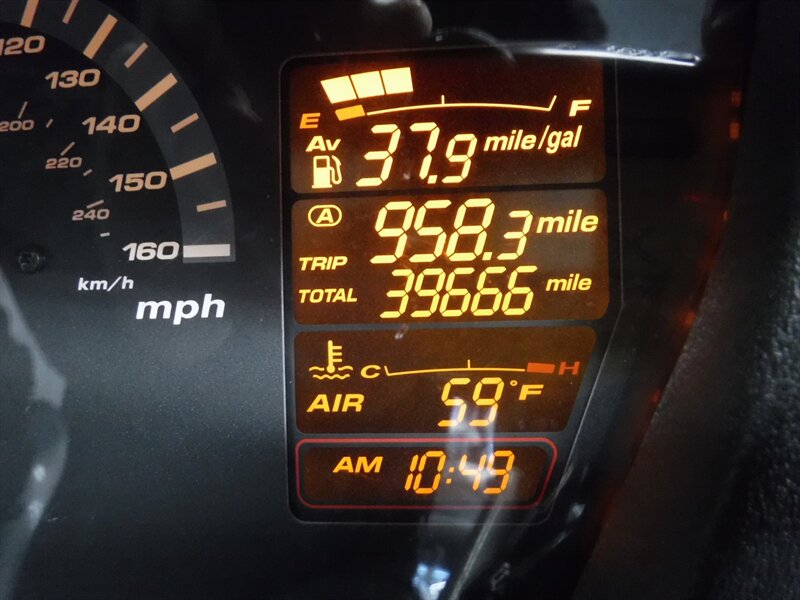 120
130
200
140
220
150
240
160
km/h
mph
E F
Av 37.9 mile/gal
A 958.3 mile
TRIP
TOTAL 39666 mile
C H
AIR 59°F
AM 10:49